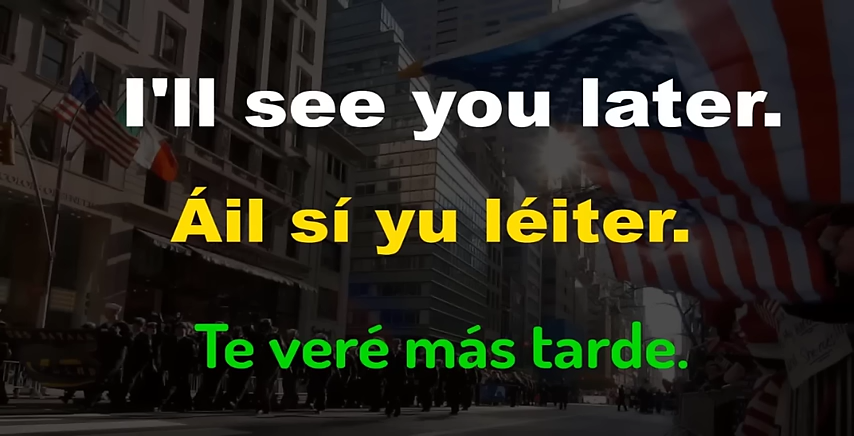 I'll see you later.
Áil sí yu léiter.
Te veré más tarde.